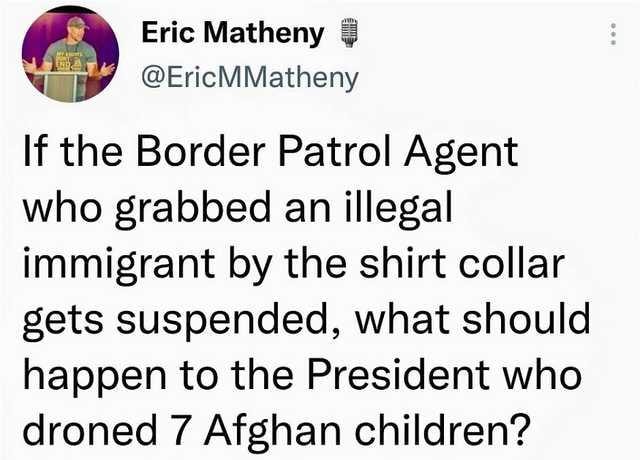 Eric Matheny 🎙
@EricMMatheny
If the Border Patrol Agent
who grabbed an illegal
immigrant by the shirt collar
gets suspended, what should
happen to the President who
droned 7 Afghan children?